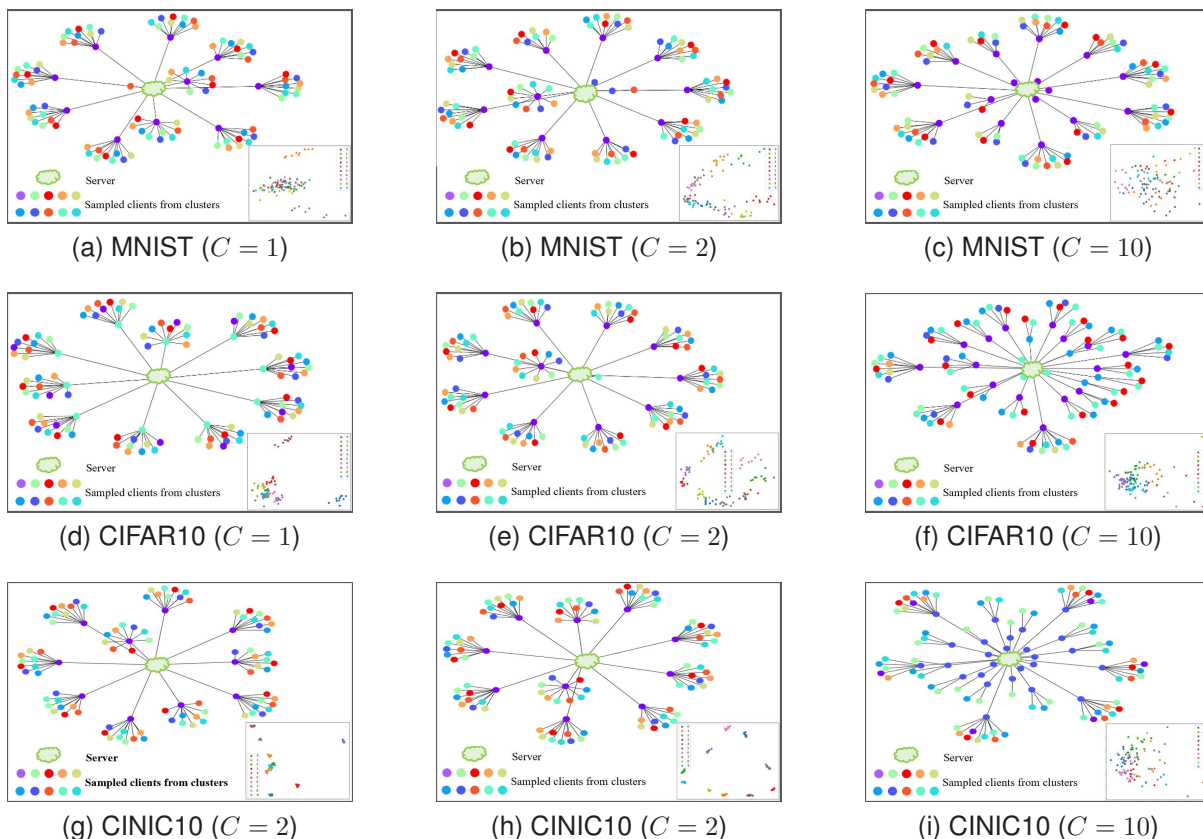 Server
Sampled clients from clusters
Server
Sampled clients from clusters
Server
Sampled clients from clusters
(a) MNIST (C = 1)
(b) MNIST (C = 2)
(c) MNIST (C = 10)
Server
Sampled clients from clusters
Server
Sampled clients from clusters
Server
Sampled clients from clusters
(d) CIFAR10 (C = 1)
(e) CIFAR10 (C = 2)
(f) CIFAR10 (C = 10)
Server
Sampled clients from clusters
Server
Sampled clients from clusters
Server
Sampled clients from clusters
(g) CINIC10 (C = 2)
(h) CINIC10 (C = 2)
(i) CINIC10 (C = 10)